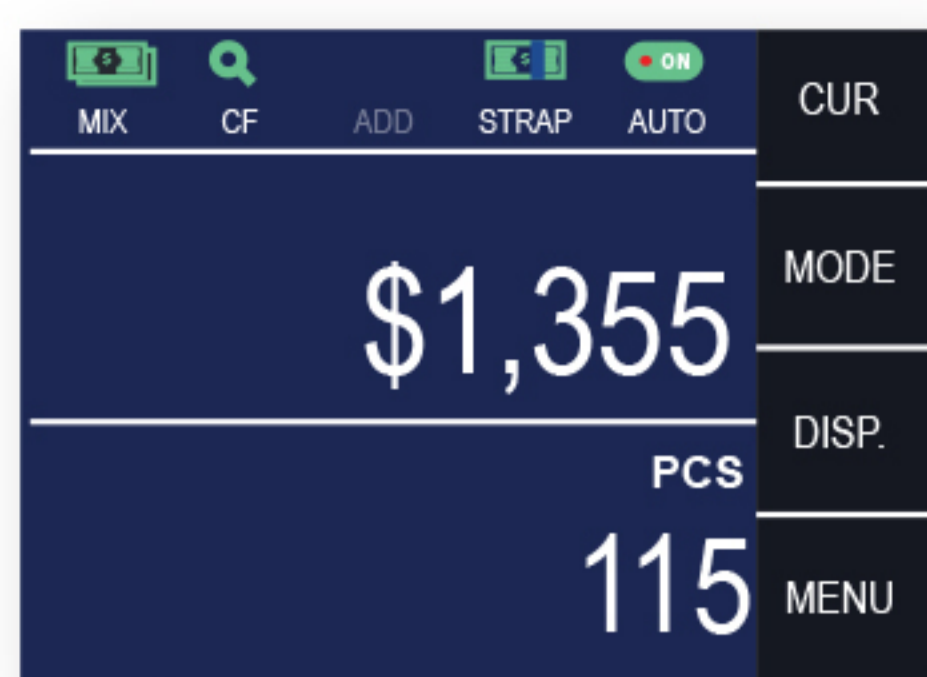 ON
MIX CF ADD STRAP AUTO
$1,355
PCS
115
CUR
MODE
DISP.
MENU